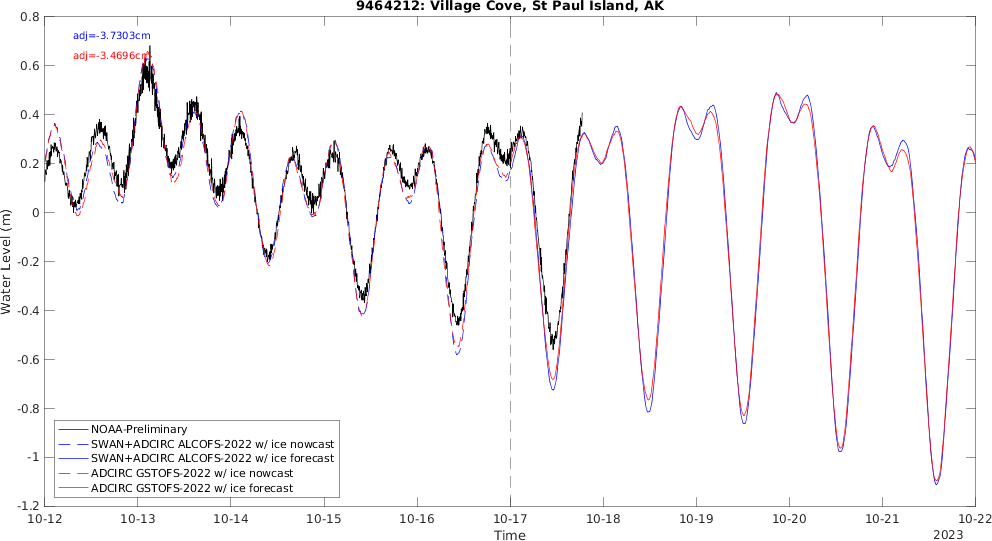 9464212: Village Cove, St Paul Island, AK
adj=-3.7303cm
adj=-3.4696cm
Water Level (m)
0.8
0.6
0.4
0.2
0
-0.2
-0.4
-0.6
-0.8
-1
-1.2
NOAA-Preliminary
SWAN+ADCIRC ALCOFS-2022 w/ ice nowcast
SWAN+ADCIRC ALCOFS-2022 w/ ice forecast
ADCIRC GSTOFS-2022 w/ ice nowcast
ADCIRC GSTOFS-2022 w/ ice forecast
10-12 10-13 10-14 10-15 10-16 10-17 10-18 10-19 10-20 10-21 10-22
Time
2023